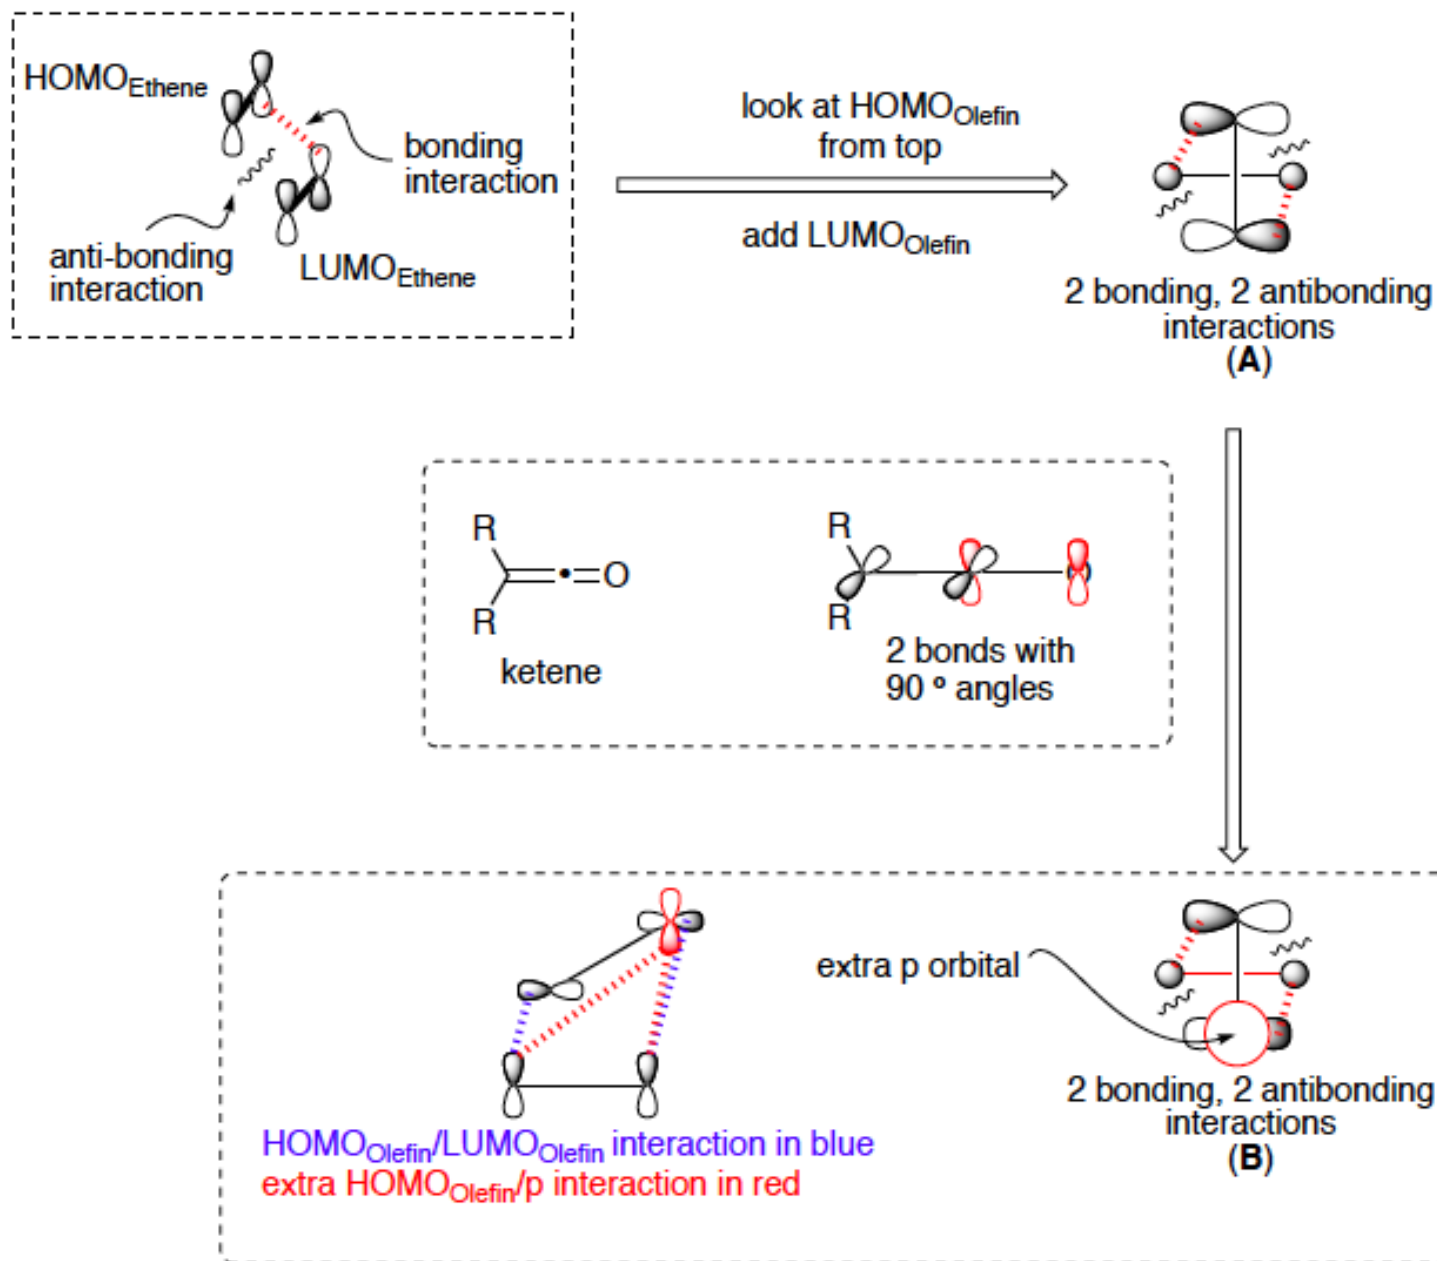 HOMOEthene
bonding
interaction
anti-bonding
interaction
LUMOEthene
look at HOMOOlefin
from top
add LUMOOlefin
2 bonding, 2 antibonding
interactions
(A)
R
=•=O
R
ketene
R
O
R
2 bonds with
90 º angles
extra p orbital
HOMOOlefin/LUMOOlefin interaction in blue
extra HOMOOlefin/p interaction in red
2 bonding, 2 antibonding
interactions
(B)